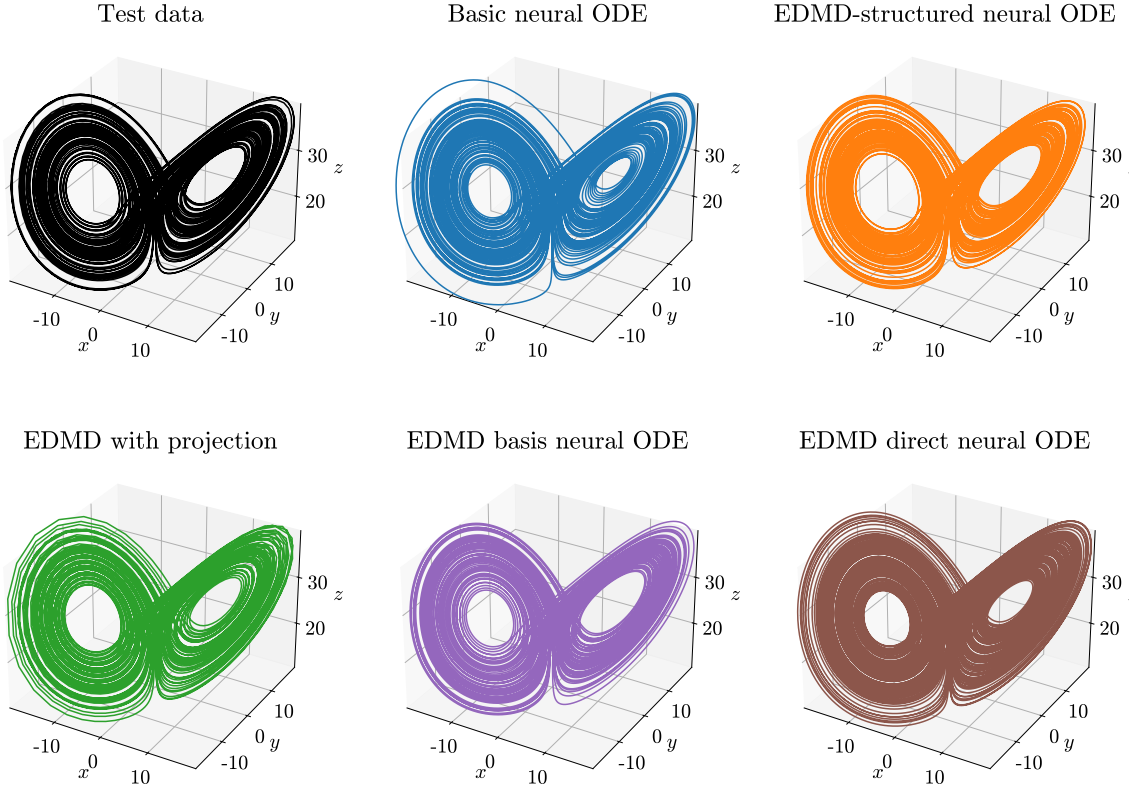 Test data
Basic neural ODE
EDMD-structured neural ODE
30
z
20
10
0 y
-10
-10
0
x
10
30
z
20
10
0 y
-10
-10
0
x
10
30
20
10
0 y
-10
-10
0
x
10
EDMD with projection
EDMD basis neural ODE
EDMD direct neural ODE
30
z
20
10
0 y
-10
-10
0
x
10
30
z
20
10
0 y
-10
-10
0
x
10
30
20
10
0 y
-10
-10
0
x
10